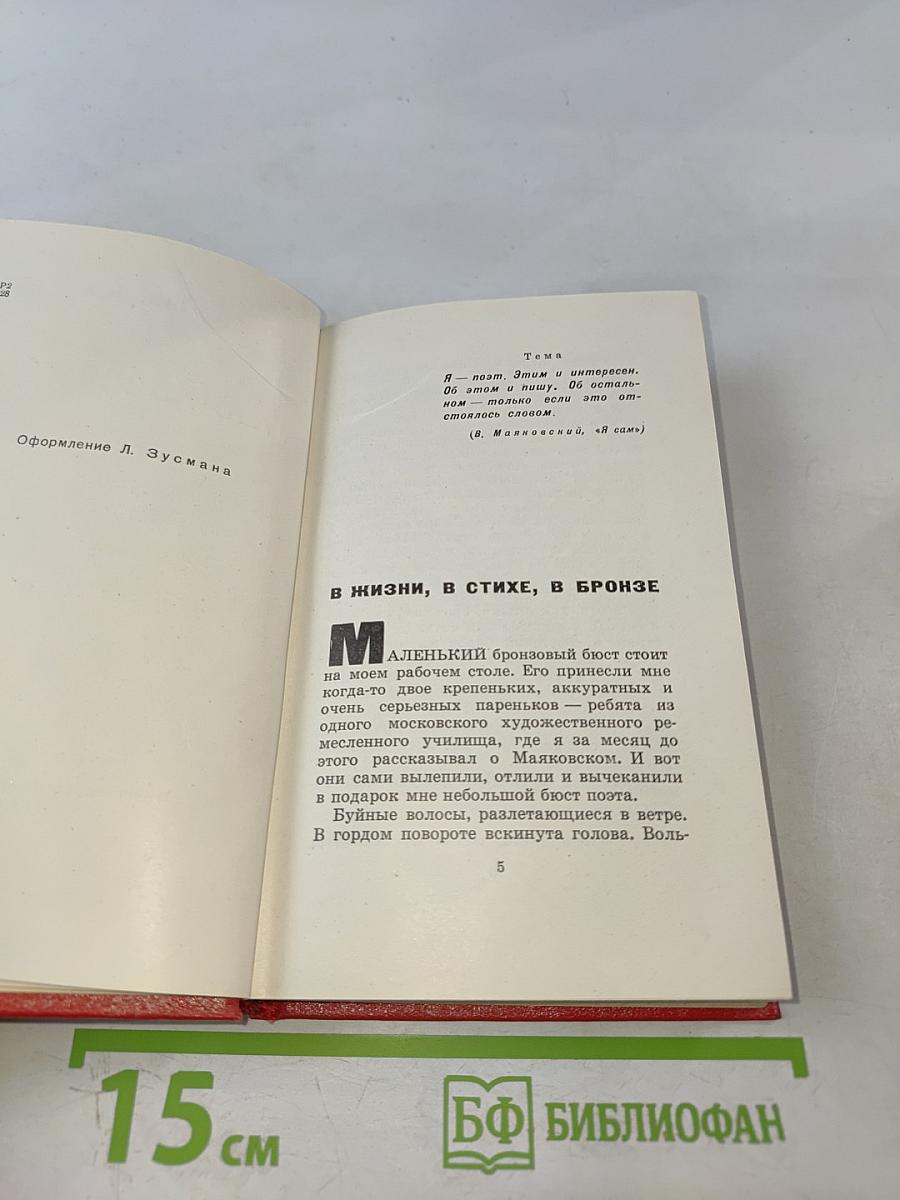 Р2
28
Оформление Л. Зусмана
Тема
Я — поэт. Этим и интересен.
Об этом и пишу. Об осталь-
ном — только если это от-
стоялось словом.
(В. Маяковский, «Я сам»)
В ЖИЗНИ, В СТИХЕ, В БРОНЗЕ
МАЛЕНЬКИЙ бронзовый бюст стоит
на моем рабочем столе. Его принесли мне
когда-то двое крепеньких, аккуратных и
очень серьезных пареньков — ребята из
одного московского художественного ре-
месленного училища, где я за месяц до
этого рассказывал о Маяковском. И вот
они сами вылепили, отлили и вычеканили
в подарок мне небольшой бюст поэта.
Буйные волосы, разлетающиеся в ветре.
В гордом повороте вскинута голова. Воль-
5
15 см
БФ БИБЛИОФАН